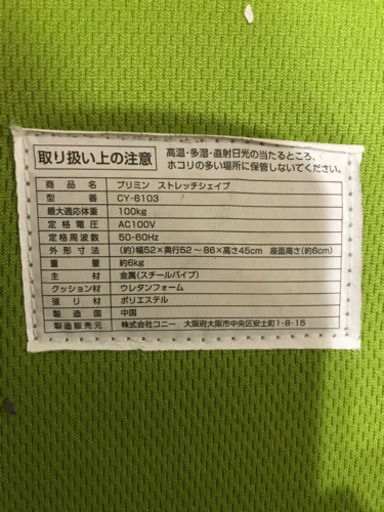 取り扱い上の注意
高温・多湿・直射日光の当たるところ、
ホコリの多い場所に保管しないでください。
商品名 プリミン ストレッチシェイプ
型番 CY-6103
最大適応体重 100kg
定格電圧 AC100V
定格周波数 50-60Hz
外形寸法 (約)幅52×奥行52～86×高さ45cm 座面高さ(約6cm)
重量 約6kg
主材 金属(スチールパイプ)
クッション材 ウレタンフォーム
張り材 ポリエステル
製造国 中国
製造販売元 株式会社コニー 大阪府大阪市中央区安土町1-8-15